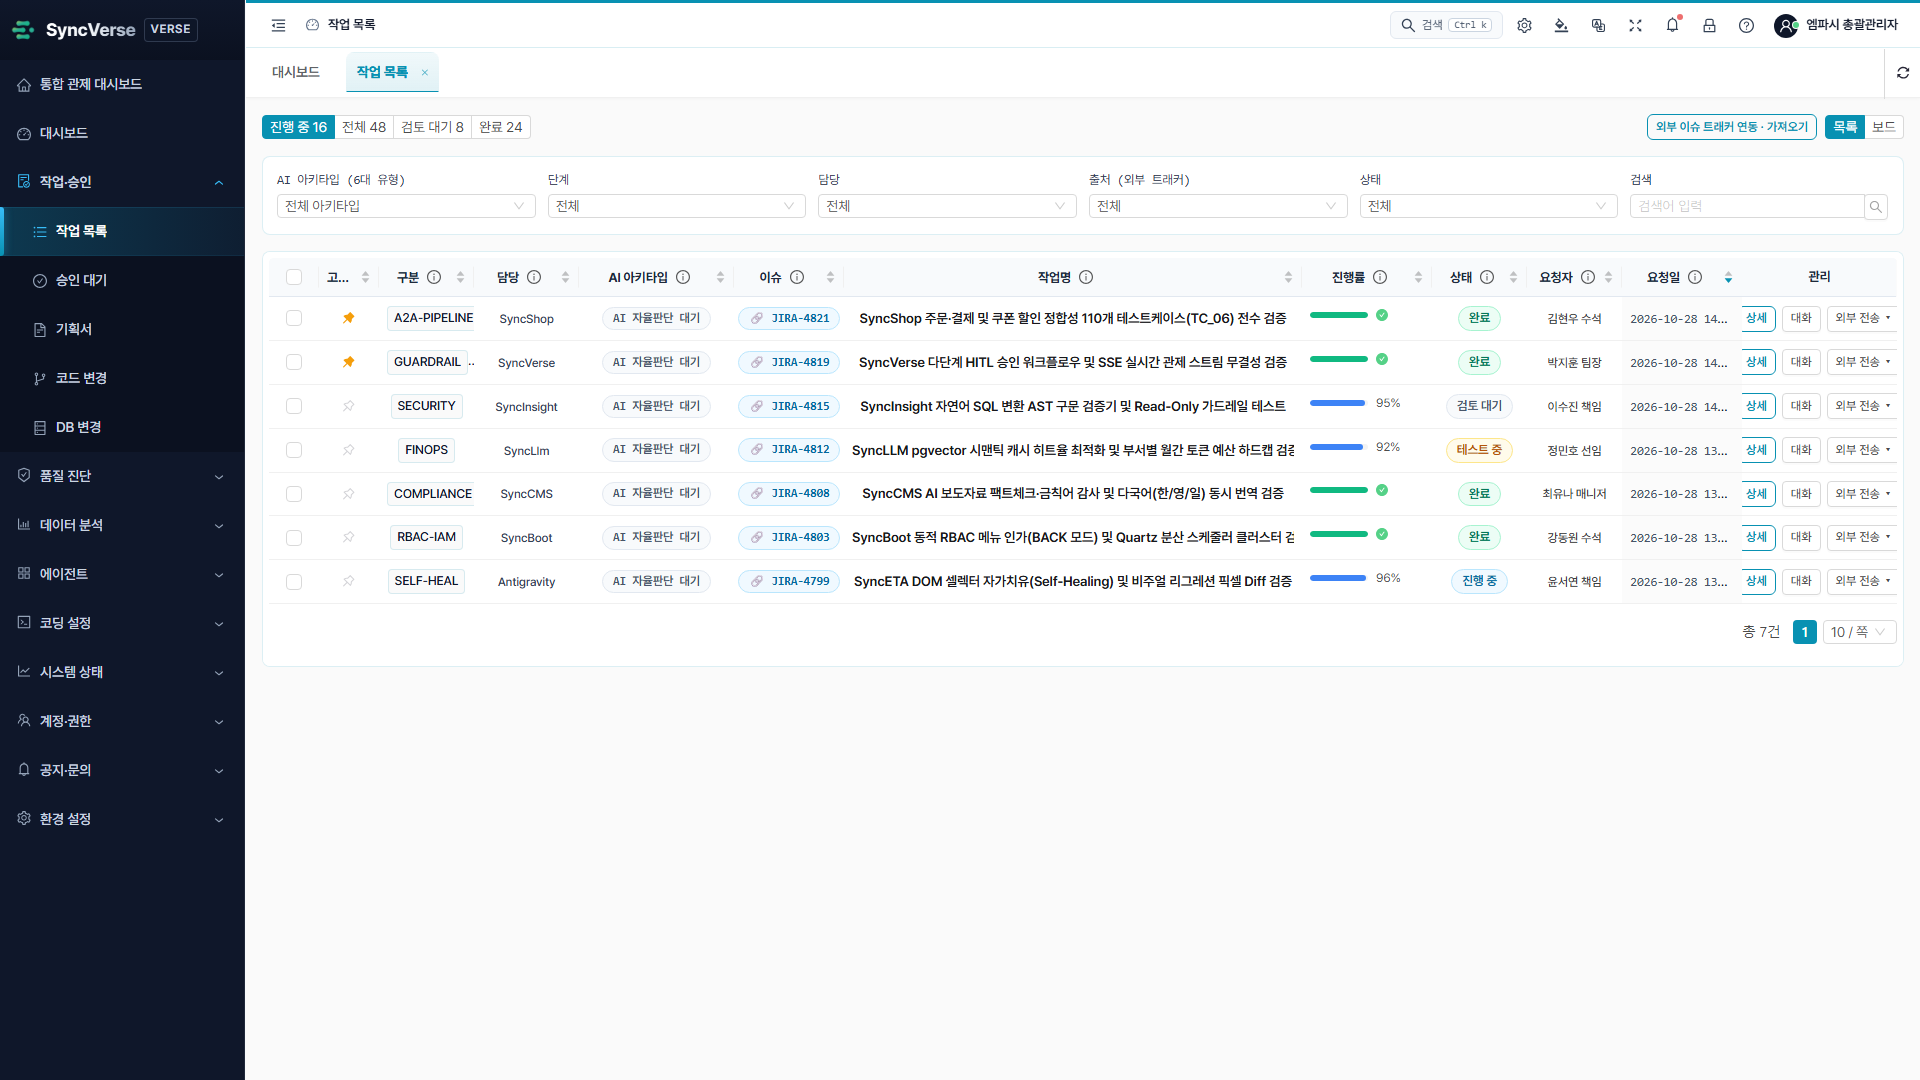 SyncVerse VERSE
통합 관제 대시보드
대시보드
작업·승인
작업 목록
승인 대기
기획서
코드 변경
DB 변경
품질 진단
데이터 분석
에이전트
코딩 설정
시스템 상태
계정·권한
공지·문의
환경 설정
작업 목록
검색 Ctrl k
엠파시 총괄관리자
대시보드 작업 목록 ×
진행 중 16 전체 48 검토 대기 8 완료 24
외부 이슈 트래커 연동 · 가져오기 목록 보드
AI 아키타입 (6대 유형) 단계 담당 출처 (외부 트래커) 상태 검색
전체 아키타입 전체 전체 전체 전체 검색어 입력
고... 구분 담당 AI 아키타입 이슈 작업명 진행률 상태 요청자 요청일 관리
A2A-PIPELINE SyncShop AI 자율판단 대기 JIRA-4821 SyncShop 주문·결제 및 쿠폰 할인 정합성 110개 테스트케이스(TC_06) 전수 검증 완료 김현우 수석 2026-10-28 14... 상세 대화 외부 전송
GUARDRAIL .. SyncVerse AI 자율판단 대기 JIRA-4819 SyncVerse 다단계 HITL 승인 워크플로우 및 SSE 실시간 관제 스트림 무결성 검증 완료 박지훈 팀장 2026-10-28 14... 상세 대화 외부 전송
SECURITY SyncInsight AI 자율판단 대기 JIRA-4815 SyncInsight 자연어 SQL 변환 AST 구문 검증기 및 Read-Only 가드레일 테스트 95% 검토 대기 이수진 책임 2026-10-28 14... 상세 대화 외부 전송
FINOPS SyncLlm AI 자율판단 대기 JIRA-4812 SyncLLM pgvector 시맨틱 캐시 히트율 최적화 및 부서별 월간 토큰 예산 하드캡 검증 92% 테스트 중 정민호 선임 2026-10-28 13... 상세 대화 외부 전송
COMPLIANCE SyncCMS AI 자율판단 대기 JIRA-4808 SyncCMS AI 보도자료 팩트체크·금칙어 감사 및 다국어(한/영/일) 동시 번역 검증 완료 최유나 매니저 2026-10-28 13... 상세 대화 외부 전송
RBAC-IAM SyncBoot AI 자율판단 대기 JIRA-4803 SyncBoot 동적 RBAC 메뉴 인가(BACK 모드) 및 Quartz 분산 스케줄러 클러스터 검 완료 강동원 수석 2026-10-28 13... 상세 대화 외부 전송
SELF-HEAL Antigravity AI 자율판단 대기 JIRA-4799 SyncETA DOM 셀렉터 자가치유(Self-Healing) 및 비주얼 리그레션 픽셀 Diff 검증 96% 진행 중 윤서연 책임 2026-10-28 13... 상세 대화 외부 전송
총 7건 1 10 / 쪽